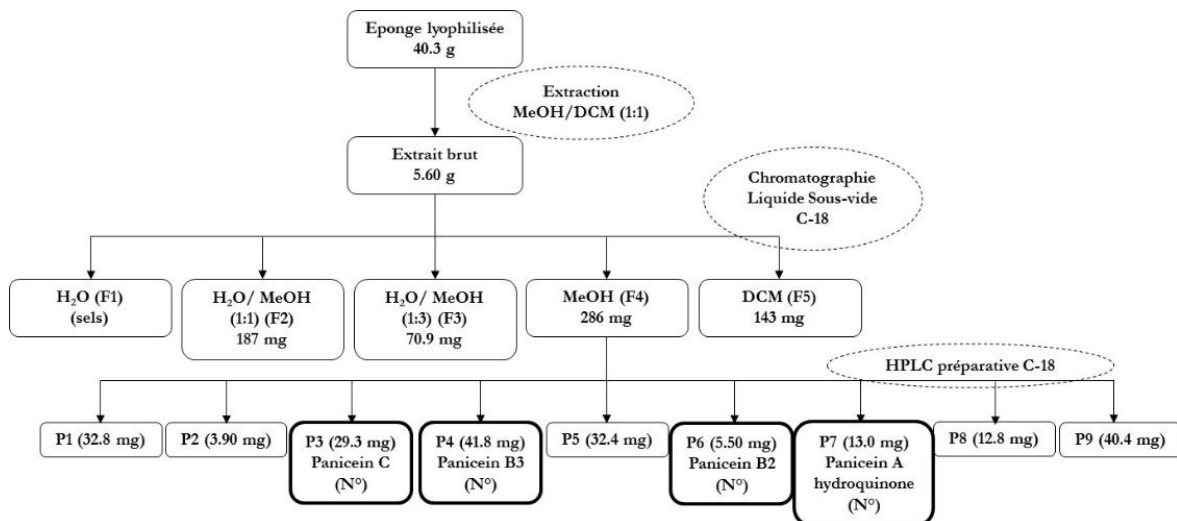 Eponge lyophilisée
40.3 g
Extraction
MeOH/DCM (1:1)
Extrait brut
5.60 g
Chromatographie
Liquide Sous-vide
C-18
H₂O (F1)
(sels)
H₂O/ MeOH
(1:1) (F2)
187 mg
H₂O/ MeOH
(1:3) (F3)
70.9 mg
MeOH (F4)
286 mg
DCM (F5)
143 mg
HPLC préparative C-18
P1 (32.8 mg)
P2 (3.90 mg)
P3 (29.3 mg)
Panicein C
(N°)
P4 (41.8 mg)
Panicein B3
(N°)
P5 (32.4 mg)
P6 (5.50 mg)
Panicein B2
(N°)
P7 (13.0 mg)
Panicein A
hydroquinone
(N°)
P8 (12.8 mg)
P9 (40.4 mg)